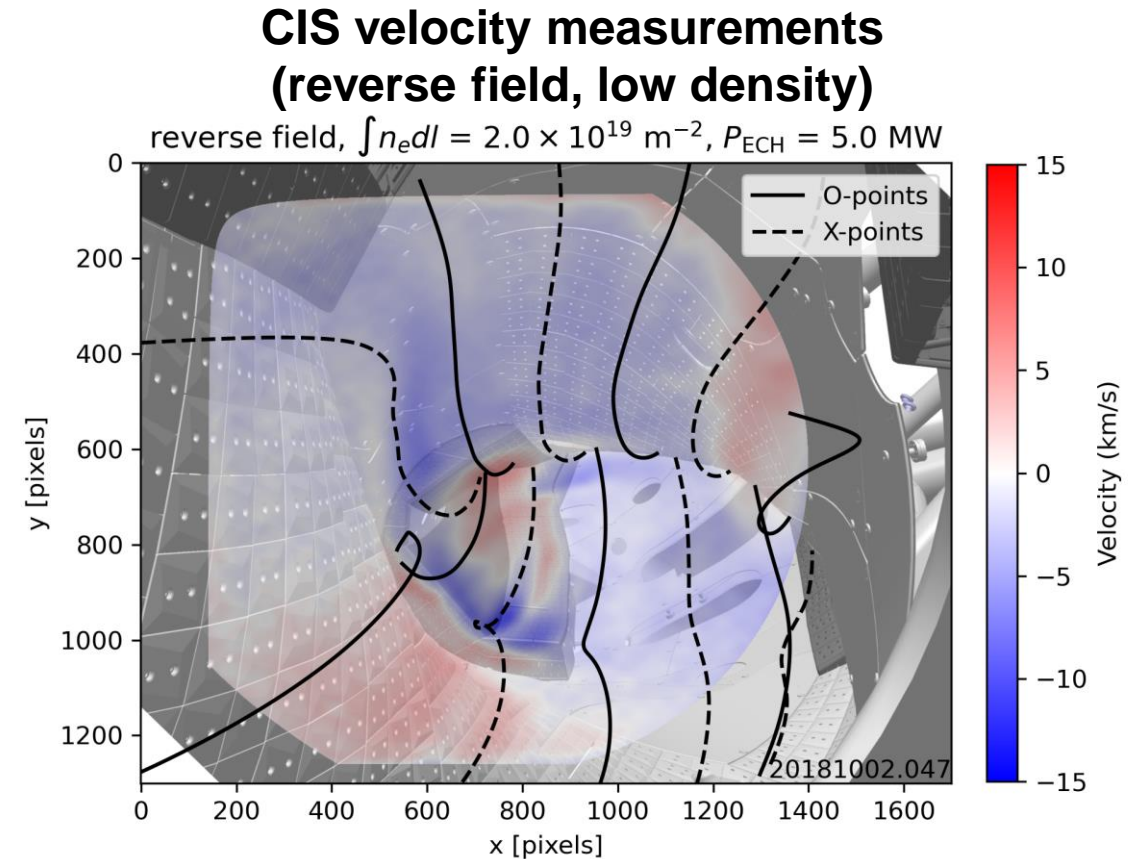 CIS velocity measurements
(reverse field, low density)
reverse field, ∫nₑdl = 2.0 × 10¹⁹ m⁻², P_ECH = 5.0 MW
O-points
X-points
0
200
400
600
800
1000
1200
y [pixels]
0 200 400 600 800 1000 1200 1400 1600
x [pixels]
20181002.047
15
10
5
0
−5
−10
−15
Velocity (km/s)